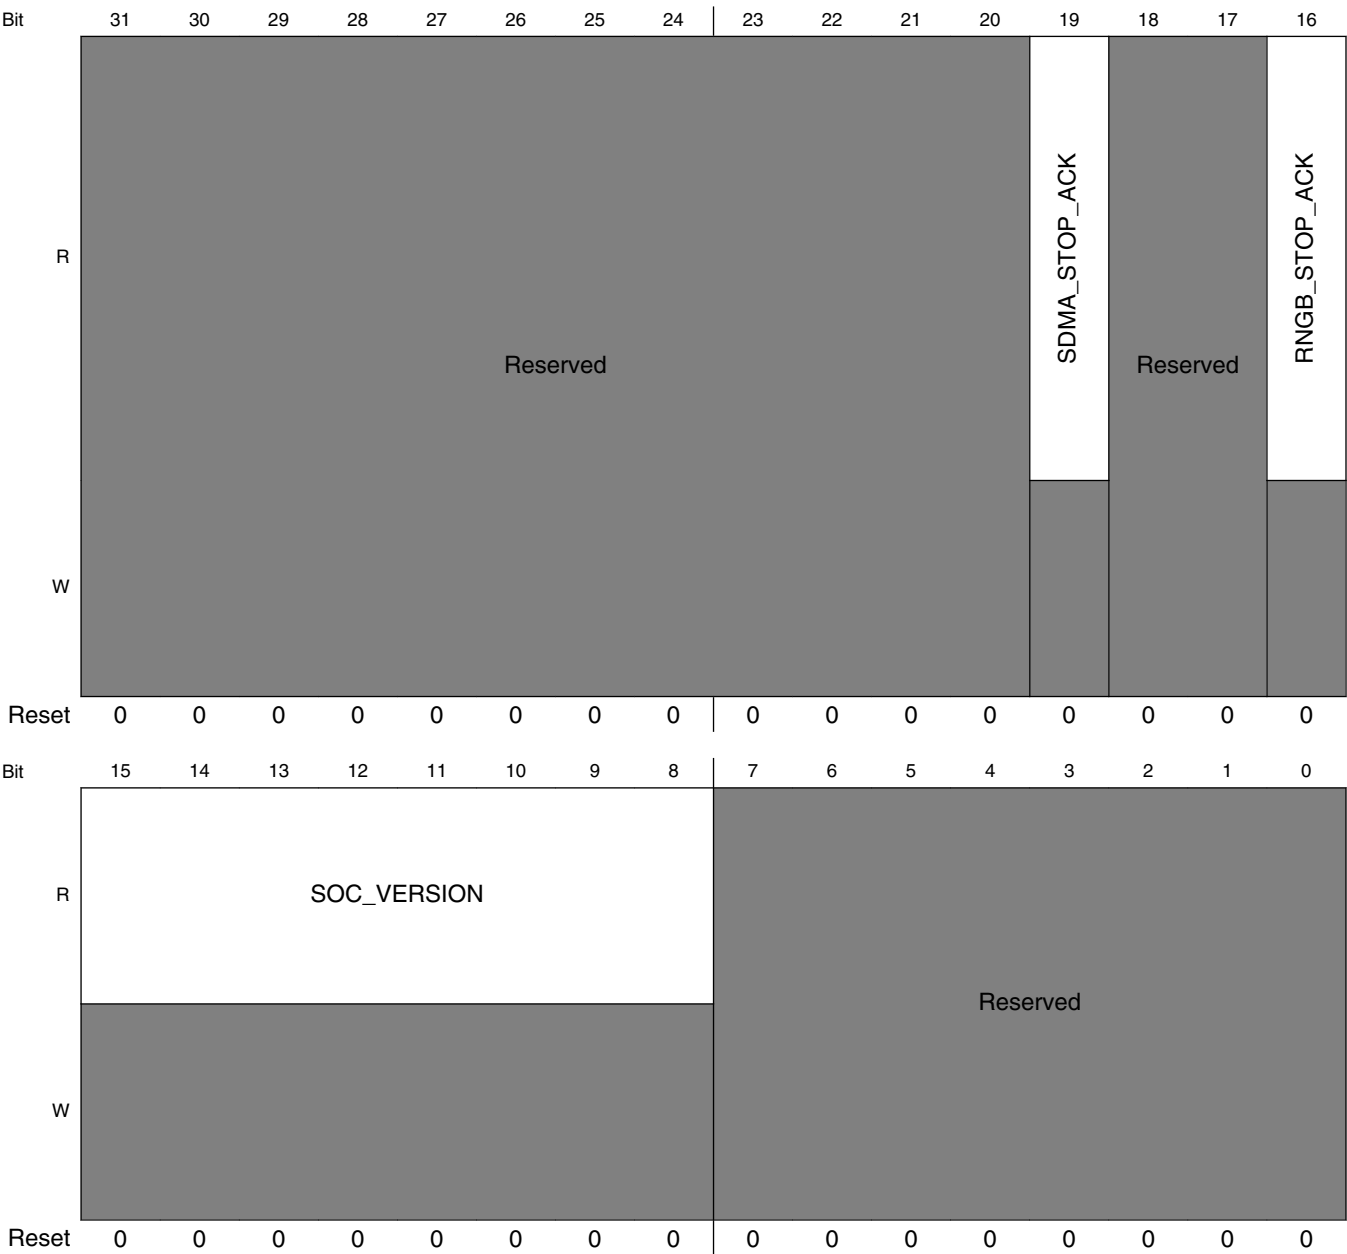 Bit 31 30 29 28 27 26 25 24 23 22 21 20 19 18 17 16
R
SDMA_STOP_ACK
RNGB_STOP_ACK
Reserved Reserved
W
Reset 0 0 0 0 0 0 0 0 0 0 0 0 0 0 0 0
Bit 15 14 13 12 11 10 9 8 7 6 5 4 3 2 1 0
R SOC_VERSION
Reserved
W
Reset 0 0 0 0 0 0 0 0 0 0 0 0 0 0 0 0